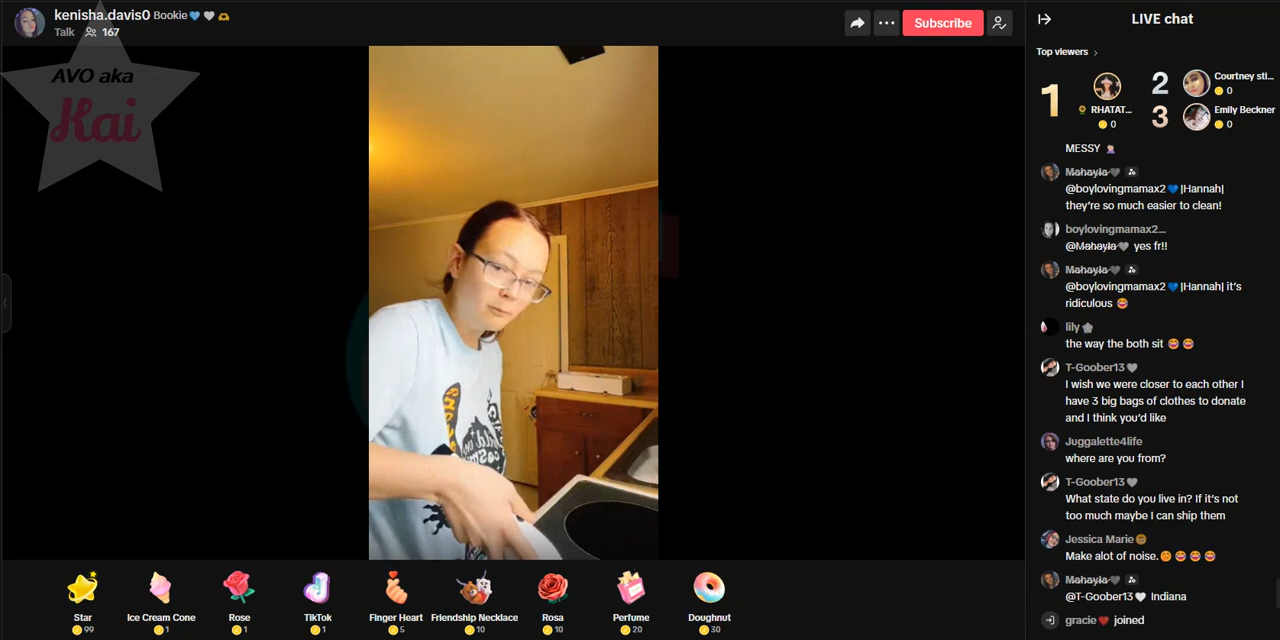 kenisha.davis0 Bookie💙🤍🫶
Talk 167
Subscribe
LIVE chat
AVO aka
Kai
Top viewers >
1 RHATAT... 0
2 Courtney sti... 0
3 Emily Beckner 0
MESSY 🤦🏼‍♀️
Mahayla🩶
@boylovingmamax2💙|Hannah|
they're so much easier to clean!
boylovingmamax2...
@Mahayla🩶 yes fr!!
Mahayla🩶
@boylovingmamax2💙|Hannah| it's
ridiculous 😂
lily
the way the both sit 😂 😂
T-Goober13🤍
I wish we were closer to each other I
have 3 big bags of clothes to donate
and I think you'd like
Juggalette4life
where are you from?
T-Goober13🤍
What state do you live in? If it's not
too much maybe I can ship them
Jessica Marie
Make alot of noise.
Mahayla🩶
@T-Goober13🤍 Indiana
gracie❤️ joined
Star
99
Ice Cream Cone
1
Rose
1
TikTok
1
Finger Heart
5
Friendship Necklace
10
Rosa
10
Perfume
20
Doughnut
30